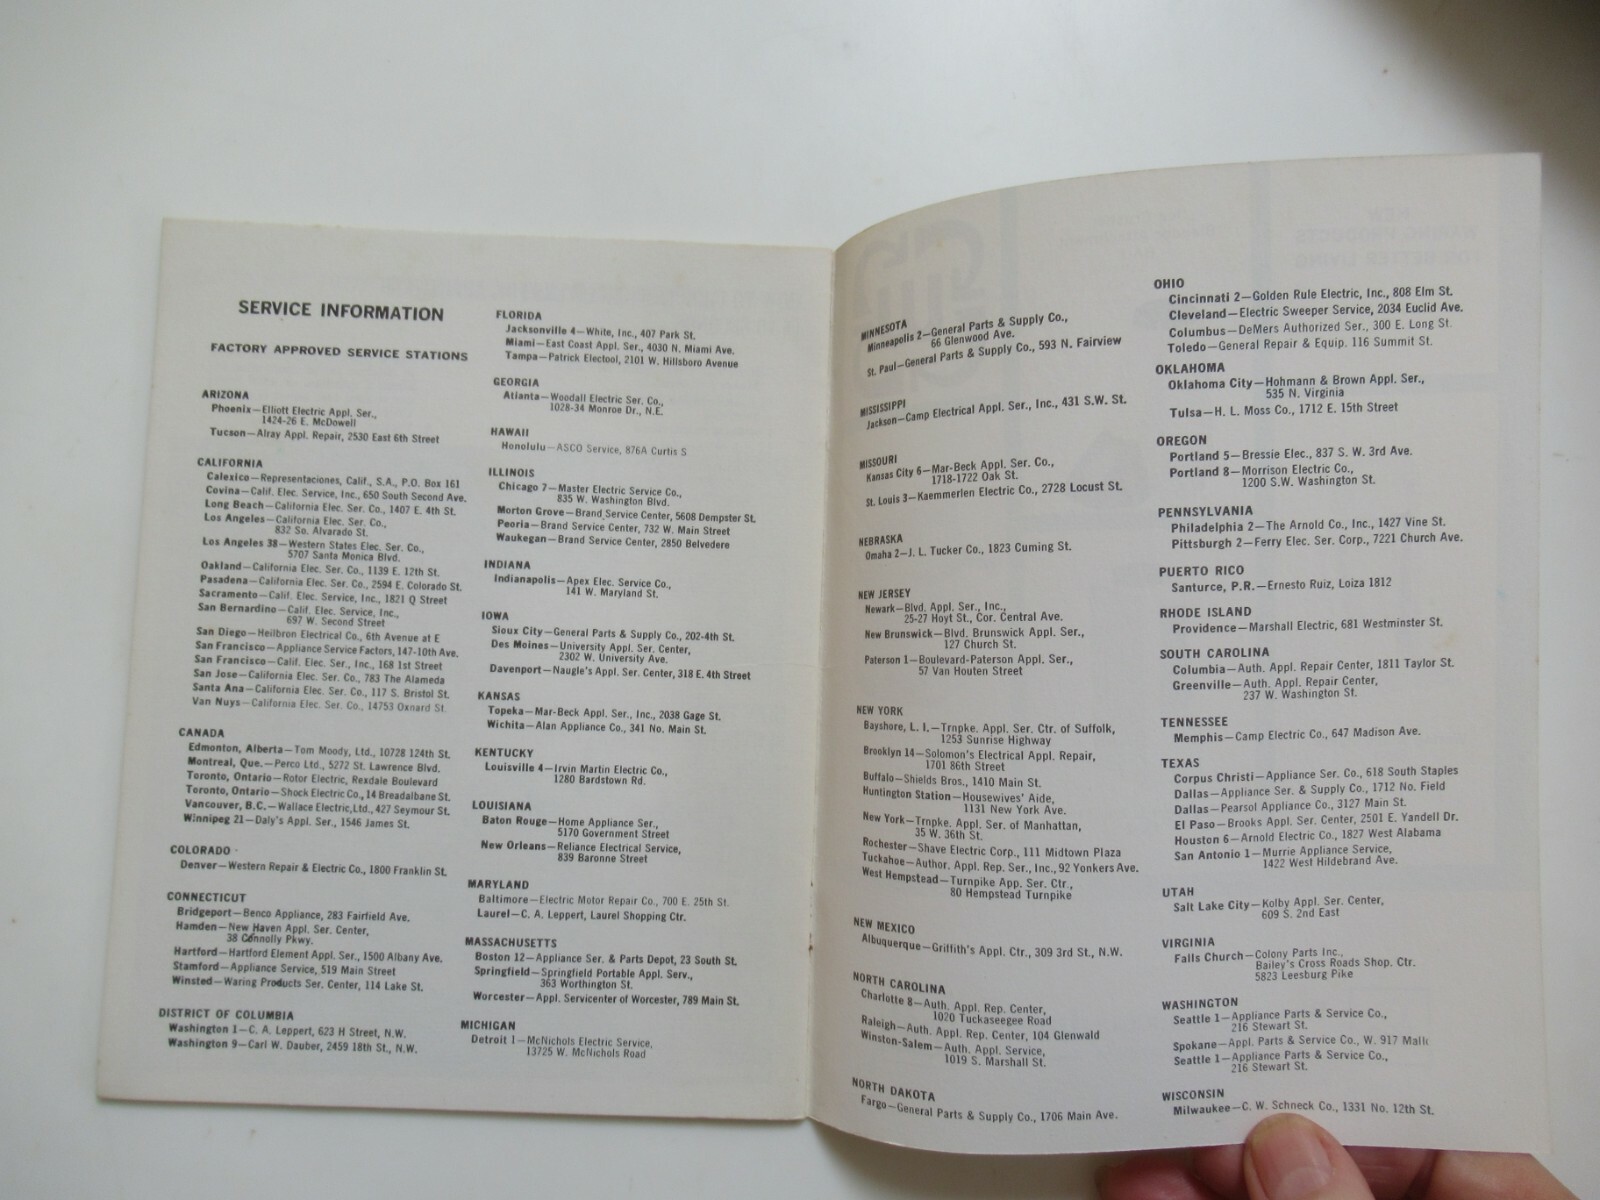 SERVICE INFORMATION
FACTORY APPROVED SERVICE STATIONS
ARIZONA
Phoenix—Elliott Electric Appl. Ser.,
1424-26 E. McDowell
Tucson—Alray Appl. Repair, 2530 East 6th Street
CALIFORNIA
Calexico—Representaciones, Calif., S.A., P.O. Box 161
Covina—Calif. Elec. Service, Inc., 650 South Second Ave.
Long Beach—California Elec. Ser. Co., 1407 E. 4th St.
Los Angeles—California Elec. Ser. Co.,
832 So. Alvarado St.
Los Angeles 38—Western States Elec. Ser. Co.,
5707 Santa Monica Blvd.
Oakland—California Elec. Ser. Co., 1139 E. 12th St.
Pasadena—California Elec. Ser. Co., 2594 E. Colorado St.
Sacramento—Calif. Elec. Service, Inc., 1821 Q Street
San Bernardino—Calif. Elec. Service, Inc.,
697 W. Second Street
San Diego—Heilbron Electrical Co., 6th Avenue at E
San Francisco—Appliance Service Factors, 147-10th Ave.
San Francisco—Calif. Elec. Ser., Inc., 168 1st Street
San Jose—California Elec. Ser. Co., 783 The Alameda
Santa Ana—California Elec. Ser. Co., 117 S. Bristol St.
Van Nuys—California Elec. Ser. Co., 14753 Oxnard St.
CANADA
Edmonton, Alberta—Tom Moody, Ltd., 10728 124th St.
Montreal, Que.—Perco Ltd., 5272 St. Lawrence Blvd.
Toronto, Ontario—Rotor Electric, Rexdale Boulevard
Toronto, Ontario—Shock Electric Co., 14 Breadalbane St.
Vancouver, B.C.—Wallace Electric, Ltd., 427 Seymour St.
Winnipeg 21—Daly's Appl. Ser., 1546 James St.
COLORADO
Denver—Western Repair & Electric Co., 1800 Franklin St.
CONNECTICUT
Bridgeport—Benco Appliance, 283 Fairfield Ave.
Hamden—New Haven Appl. Ser. Center,
38 Connolly Pkwy.
Hartford—Hartford Element Appl. Ser., 1500 Albany Ave.
Stamford—Appliance Service, 519 Main Street
Winsted—Waring Products Ser. Center, 114 Lake St.
DISTRICT OF COLUMBIA
Washington 1—C. A. Leppert, 623 H Street, N.W.
Washington 9—Carl W. Dauber, 2459 18th St., N.W.
FLORIDA
Jacksonville 4—White, Inc., 407 Park St.
Miami—East Coast Appl. Ser., 4030 N. Miami Ave.
Tampa—Patrick Electool, 2101 W. Hillsboro Avenue
GEORGIA
Atlanta—Woodall Electric Ser. Co.,
1028-34 Monroe Dr., N.E.
HAWAII
Honolulu—ASCO Service, 876A Curtis S
ILLINOIS
Chicago 7—Master Electric Service Co.,
835 W. Washington Blvd.
Morton Grove—Brand Service Center, 5608 Dempster St.
Peoria—Brand Service Center, 732 W. Main Street
Waukegan—Brand Service Center, 2850 Belvedere
INDIANA
Indianapolis—Apex Elec. Service Co.,
141 W. Maryland St.
IOWA
Sioux City—General Parts & Supply Co., 202-4th St.
Des Moines—University Appl. Ser. Center,
2302 W. University Ave.
Davenport—Naugle's Appl. Ser. Center, 318 E. 4th Street
KANSAS
Topeka—Mar-Beck Appl. Ser., Inc., 2038 Gage St.
Wichita—Alan Appliance Co., 341 No. Main St.
KENTUCKY
Louisville 4—Irvin Martin Electric Co.,
1280 Bardstown Rd.
LOUISIANA
Baton Rouge—Home Appliance Ser.,
5170 Government Street
New Orleans—Reliance Electrical Service,
839 Baronne Street
MARYLAND
Baltimore—Electric Motor Repair Co., 700 E. 25th St.
Laurel—C. A. Leppert, Laurel Shopping Ctr.
MASSACHUSETTS
Boston 12—Appliance Ser. & Parts Depot, 23 South St.
Springfield—Springfield Portable Appl. Serv.,
363 Worthington St.
Worcester—Appl. Servicenter of Worcester, 789 Main St.
MICHIGAN
Detroit 1—McNichols Electric Service,
13725 W. McNichols Road
MINNESOTA
Minneapolis 2—General Parts & Supply Co.,
66 Glenwood Ave.
St. Paul—General Parts & Supply Co., 593 N. Fairview
MISSISSIPPI
Jackson—Camp Electrical Appl. Ser., Inc., 431 S.W. St.
MISSOURI
Kansas City 6—Mar-Beck Appl. Ser. Co.,
1718-1722 Oak St.
St. Louis 3—Kaemmerlen Electric Co., 2728 Locust St.
NEBRASKA
Omaha 2—J. L. Tucker Co., 1823 Cuming St.
NEW JERSEY
Newark—Blvd. Appl. Ser., Inc.,
25-27 Hoyt St., Cor. Central Ave.
New Brunswick—Blvd. Brunswick Appl. Ser.,
127 Church St.
Paterson 1—Boulevard-Paterson Appl. Ser.,
57 Van Houten Street
NEW YORK
Bayshore, L. I.—Trnpke. Appl. Ser. Ctr. of Suffolk,
1253 Sunrise Highway
Brooklyn 14—Solomon's Electrical Appl. Repair,
1701 86th Street
Buffalo—Shields Bros., 1410 Main St.
Huntington Station—Housewives' Aide,
1131 New York Ave.
New York—Trnpke. Appl. Ser. of Manhattan,
35 W. 36th St.
Rochester—Shave Electric Corp., 111 Midtown Plaza
Tuckahoe—Author. Appl. Rep. Ser., Inc., 92 Yonkers Ave.
West Hempstead—Turnpike App. Ser. Ctr.,
80 Hempstead Turnpike
NEW MEXICO
Albuquerque—Griffith's Appl. Ctr., 309 3rd St., N.W.
NORTH CAROLINA
Charlotte 8—Auth. Appl. Rep. Center,
1020 Tuckaseegee Road
Raleigh—Auth. Appl. Rep. Center, 104 Glenwald
Winston-Salem—Auth. Appl. Service,
1019 S. Marshall St.
NORTH DAKOTA
Fargo—General Parts & Supply Co., 1706 Main Ave.
OHIO
Cincinnati 2—Golden Rule Electric, Inc., 808 Elm St.
Cleveland—Electric Sweeper Service, 2034 Euclid Ave.
Columbus—DeMers Authorized Ser., 300 E. Long St.
Toledo—General Repair & Equip. 116 Summit St.
OKLAHOMA
Oklahoma City—Hohmann & Brown Appl. Ser.,
535 N. Virginia
Tulsa—H. L. Moss Co., 1712 E. 15th Street
OREGON
Portland 5—Bressie Elec., 837 S. W. 3rd Ave.
Portland 8—Morrison Electric Co.,
1200 S.W. Washington St.
PENNSYLVANIA
Philadelphia 2—The Arnold Co., Inc., 1427 Vine St.
Pittsburgh 2—Ferry Elec. Ser. Corp., 7221 Church Ave.
PUERTO RICO
Santurce, P.R.—Ernesto Ruiz, Loiza 1812
RHODE ISLAND
Providence—Marshall Electric, 681 Westminster St.
SOUTH CAROLINA
Columbia—Auth. Appl. Repair Center, 1811 Taylor St.
Greenville—Auth. Appl. Repair Center,
237 W. Washington St.
TENNESSEE
Memphis—Camp Electric Co., 647 Madison Ave.
TEXAS
Corpus Christi—Appliance Ser. Co., 618 South Staples
Dallas—Appliance Ser. & Supply Co., 1712 No. Field
Dallas—Pearsol Appliance Co., 3127 Main St.
El Paso—Brooks Appl. Ser. Center, 2501 E. Yandell Dr.
Houston 6—Arnold Electric Co., 1827 West Alabama
San Antonio 1—Murrie Appliance Service,
1422 West Hildebrand Ave.
UTAH
Salt Lake City—Kolby Appl. Ser. Center,
609 S. 2nd East
VIRGINIA
Falls Church—Colony Parts Inc.,
Bailey's Cross Roads Shop. Ctr.
5823 Leesburg Pike
WASHINGTON
Seattle 1—Appliance Parts & Service Co.,
216 Stewart St.
Spokane—Appl. Parts & Service Co., W. 917
Seattle 1—Appliance Parts & Service Co.,
216 Stewart St.
WISCONSIN
Milwaukee—C. W. Schneck Co., 1331 No. 12th St.